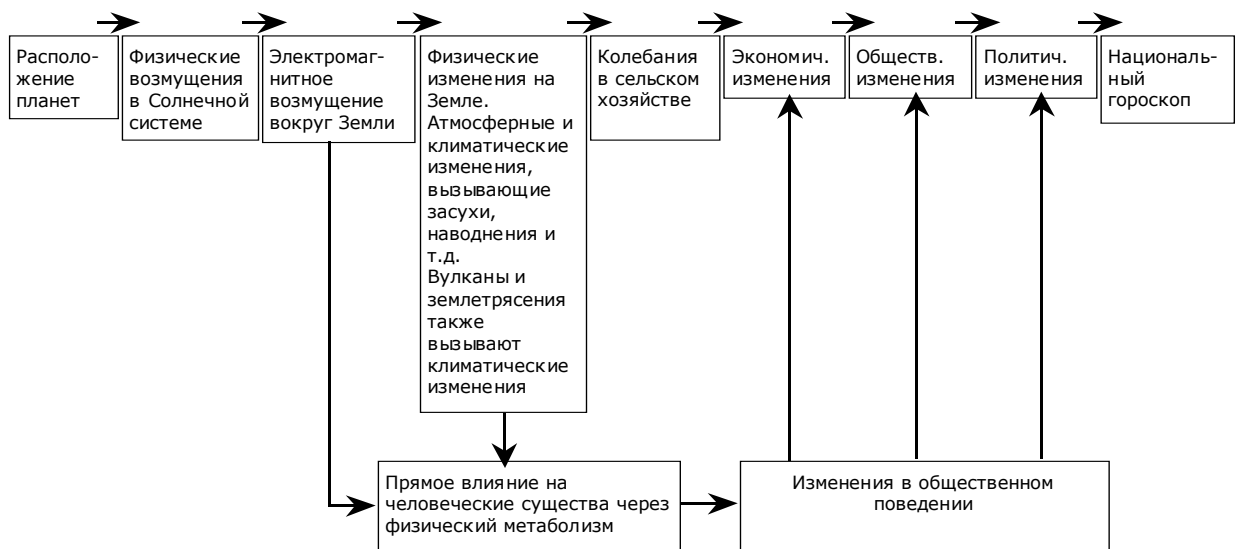 Располо-
жение
планет
Физические
возмущения
в Солнечной
системе
Электромаг-
нитное
возмущение
вокруг Земли
Физические
изменения на
Земле.
Атмосферные и
климатические
изменения,
вызывающие
засухи,
наводнения и
т.д.
Вулканы и
землетрясения
также
вызывают
климатические
изменения
Колебания
в сельском
хозяйстве
Экономич.
изменения
Обществ.
изменения
Политич.
изменения
Националь-
ный
гороскоп
Прямое влияние на
человеческие существа через
физический метаболизм
Изменения в общественном
поведении